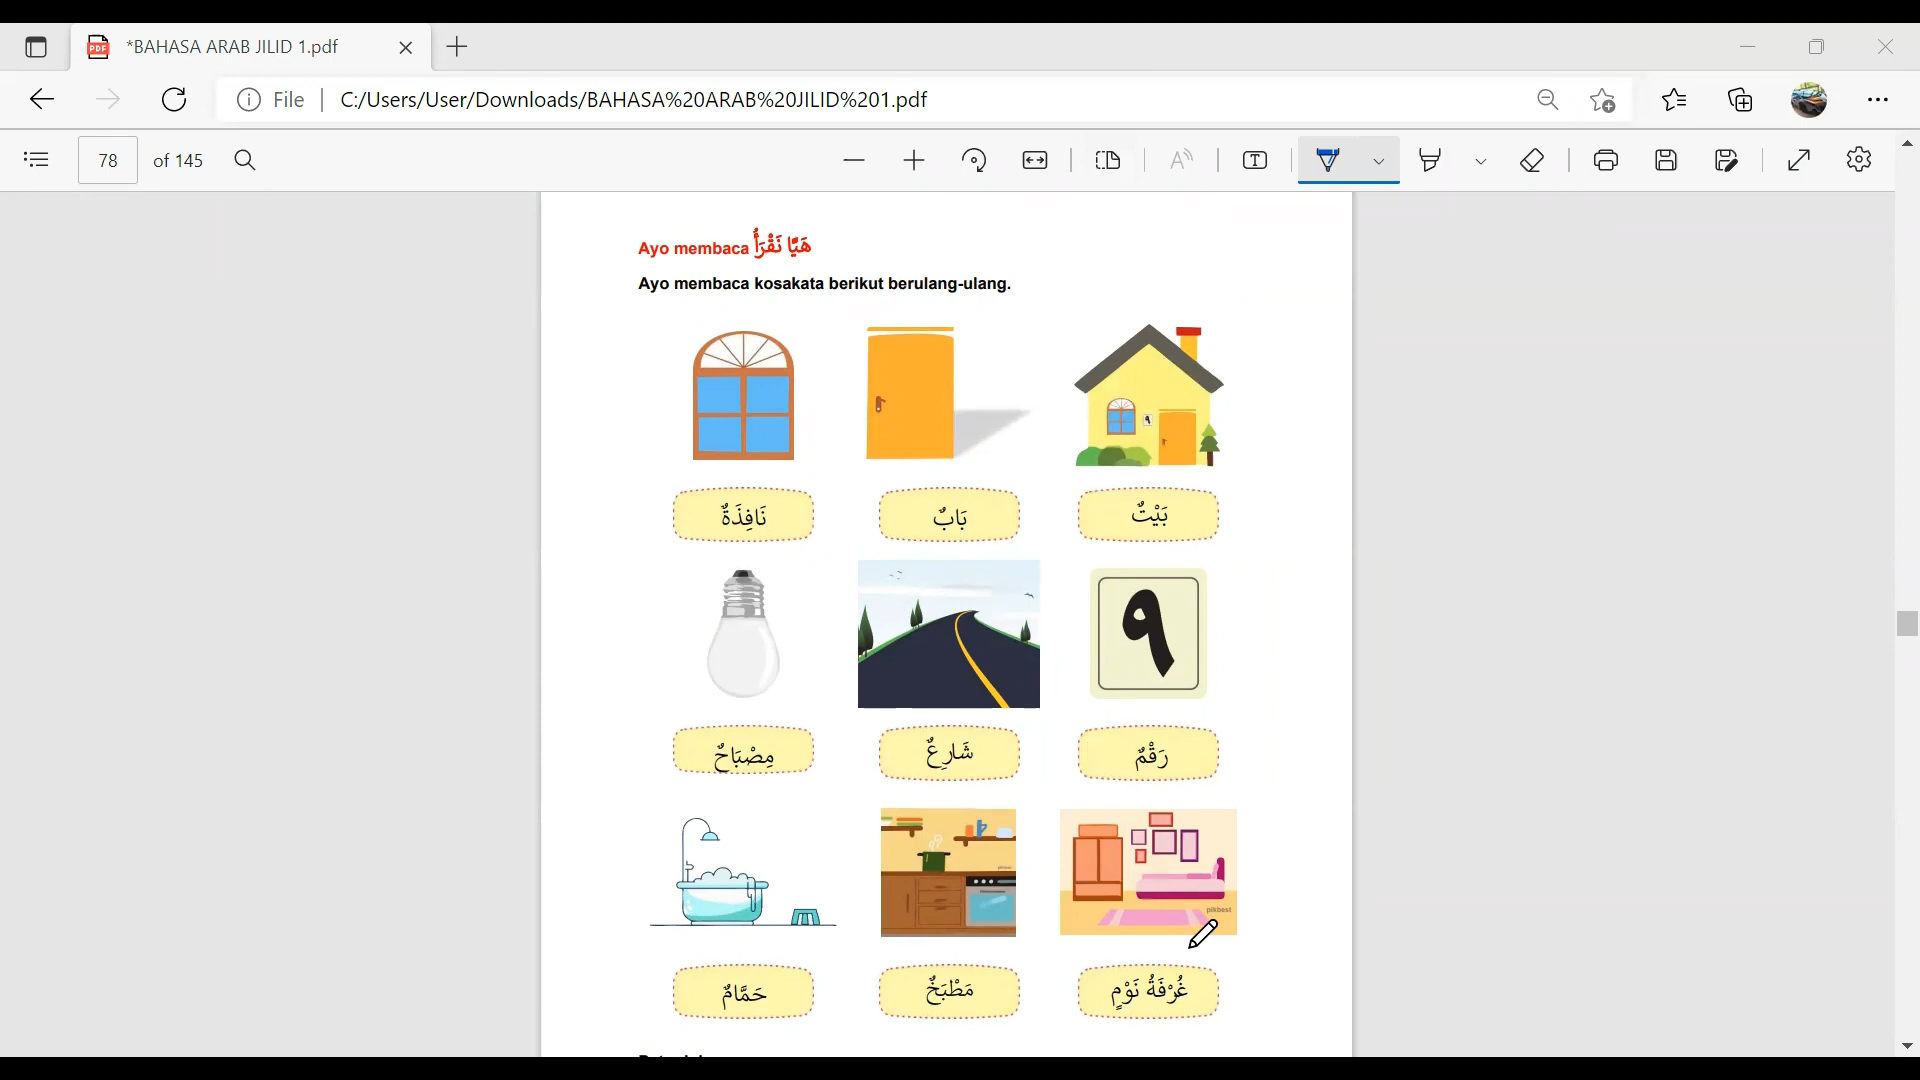 *BAHASA ARAB JILID 1.pdf
File
C:/Users/User/Downloads/BAHASA%20ARAB%20JILID%201.pdf
78 of 145
Ayo membaca هَيَّا نَقْرَأُ
Ayo membaca kosakata berikut berulang-ulang.
بَيْتٌ
بَابٌ
نَافِذَةٌ
٩
رَقْمٌ
شَارِعٌ
مِصْبَاحٌ
pikbest
غُرْفَةُ نَوْمٍ
مَطْبَخٌ
حَمَّامٌ